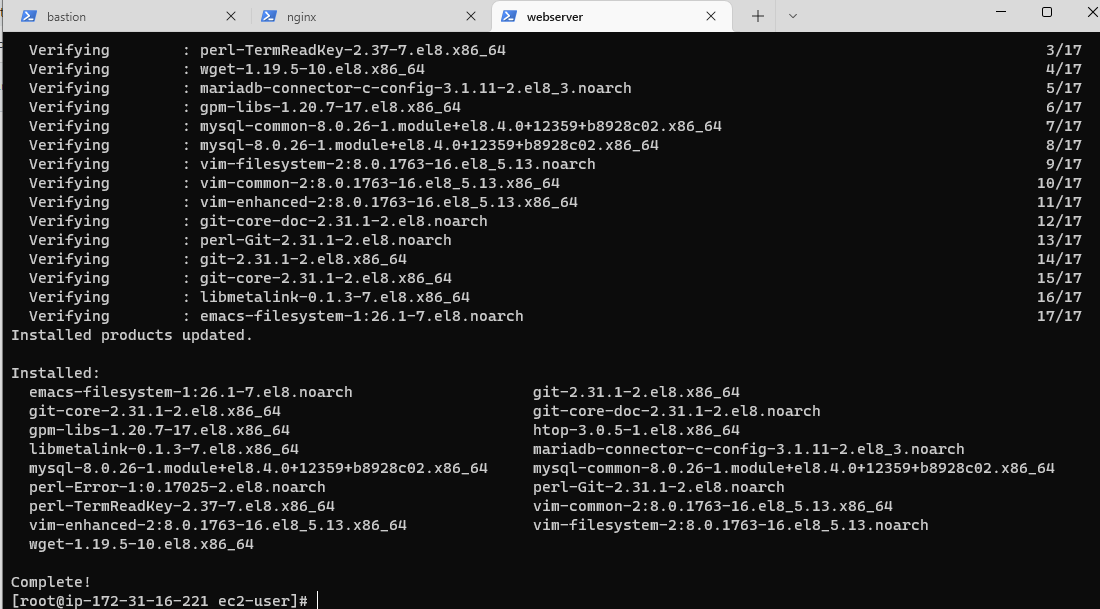 bastion nginx webserver
Verifying : perl-TermReadKey-2.37-7.el8.x86_64 3/17
Verifying : wget-1.19.5-10.el8.x86_64 4/17
Verifying : mariadb-connector-c-config-3.1.11-2.el8_3.noarch 5/17
Verifying : gpm-libs-1.20.7-17.el8.x86_64 6/17
Verifying : mysql-common-8.0.26-1.module+el8.4.0+12359+b8928c02.x86_64 7/17
Verifying : mysql-8.0.26-1.module+el8.4.0+12359+b8928c02.x86_64 8/17
Verifying : vim-filesystem-2:8.0.1763-16.el8_5.13.noarch 9/17
Verifying : vim-common-2:8.0.1763-16.el8_5.13.x86_64 10/17
Verifying : vim-enhanced-2:8.0.1763-16.el8_5.13.x86_64 11/17
Verifying : git-core-doc-2.31.1-2.el8.noarch 12/17
Verifying : perl-Git-2.31.1-2.el8.noarch 13/17
Verifying : git-2.31.1-2.el8.x86_64 14/17
Verifying : git-core-2.31.1-2.el8.x86_64 15/17
Verifying : libmetalink-0.1.3-7.el8.x86_64 16/17
Verifying : emacs-filesystem-1:26.1-7.el8.noarch 17/17
Installed products updated.
Installed:
emacs-filesystem-1:26.1-7.el8.noarch git-2.31.1-2.el8.x86_64
git-core-2.31.1-2.el8.x86_64 git-core-doc-2.31.1-2.el8.noarch
gpm-libs-1.20.7-17.el8.x86_64 htop-3.0.5-1.el8.x86_64
libmetalink-0.1.3-7.el8.x86_64 mariadb-connector-c-config-3.1.11-2.el8_3.noarch
mysql-8.0.26-1.module+el8.4.0+12359+b8928c02.x86_64 mysql-common-8.0.26-1.module+el8.4.0+12359+b8928c02.x86_64
perl-Error-1:0.17025-2.el8.noarch perl-Git-2.31.1-2.el8.noarch
perl-TermReadKey-2.37-7.el8.x86_64 vim-common-2:8.0.1763-16.el8_5.13.x86_64
vim-enhanced-2:8.0.1763-16.el8_5.13.x86_64 vim-filesystem-2:8.0.1763-16.el8_5.13.noarch
wget-1.19.5-10.el8.x86_64
Complete!
[root@ip-172-31-16-221 ec2-user]#